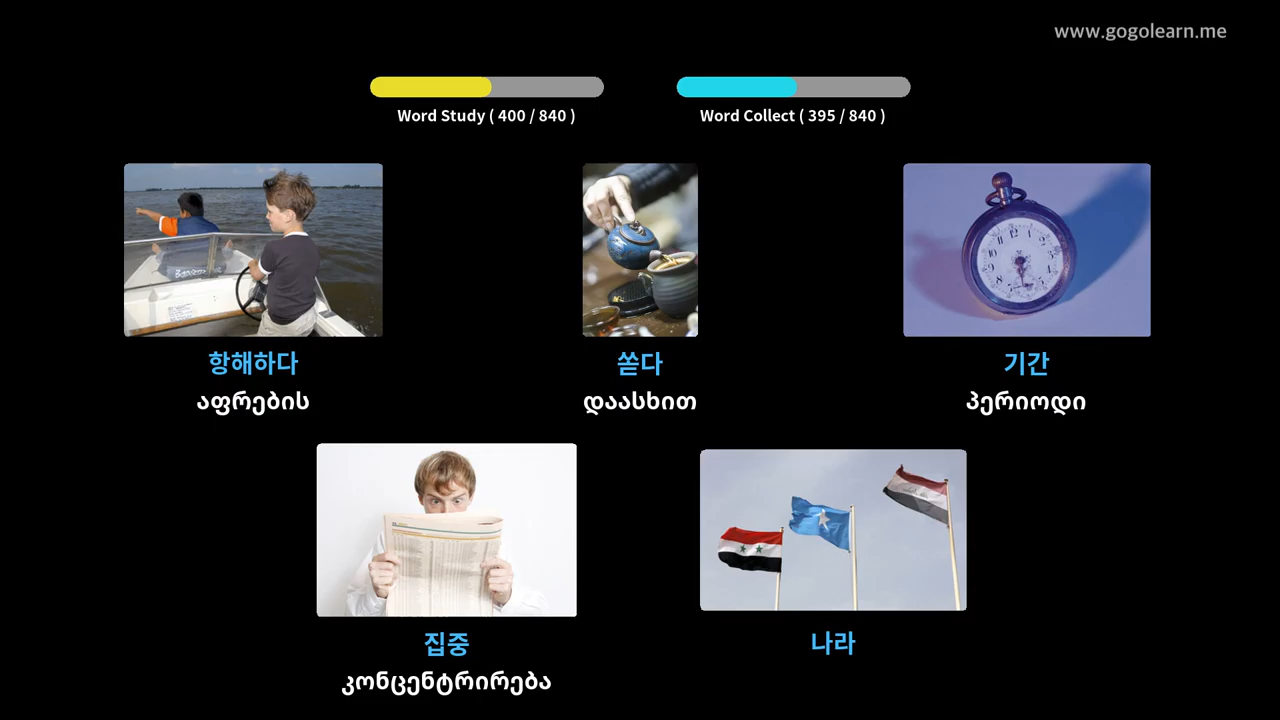 www.gogolearn.me
Word Study ( 400 / 840 )
Word Collect ( 395 / 840 )
항해하다
აფრების
쏟다
დაასხით
기간
პერიოდი
집중
კონცენტრირება
나라